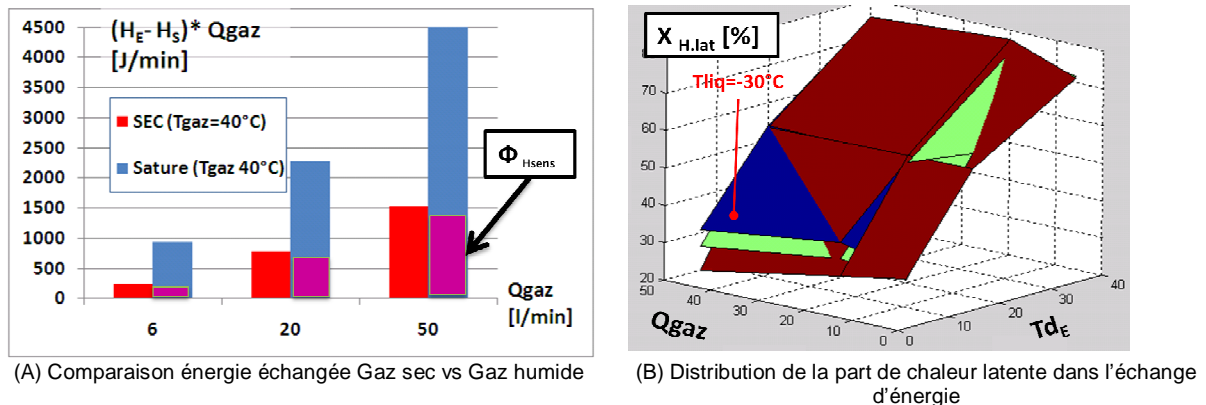 (H_E- H_S)* Qgaz
[J/min]
4500
4000
3500
3000
2500
2000
1500
1000
500
0
SEC (Tgaz=40°C)
Sature (Tgaz 40°C)
Φ Hsens
6
20
50
Qgaz
[l/min]
(A) Comparaison énergie échangée Gaz sec vs Gaz humide
X H.lat [%]
Tliq=-30°C
70
60
50
40
30
20
50
40
30
20
10
0
Qgaz
0
10
20
30
40
Td_E
(B) Distribution de la part de chaleur latente dans l'échange
d'énergie